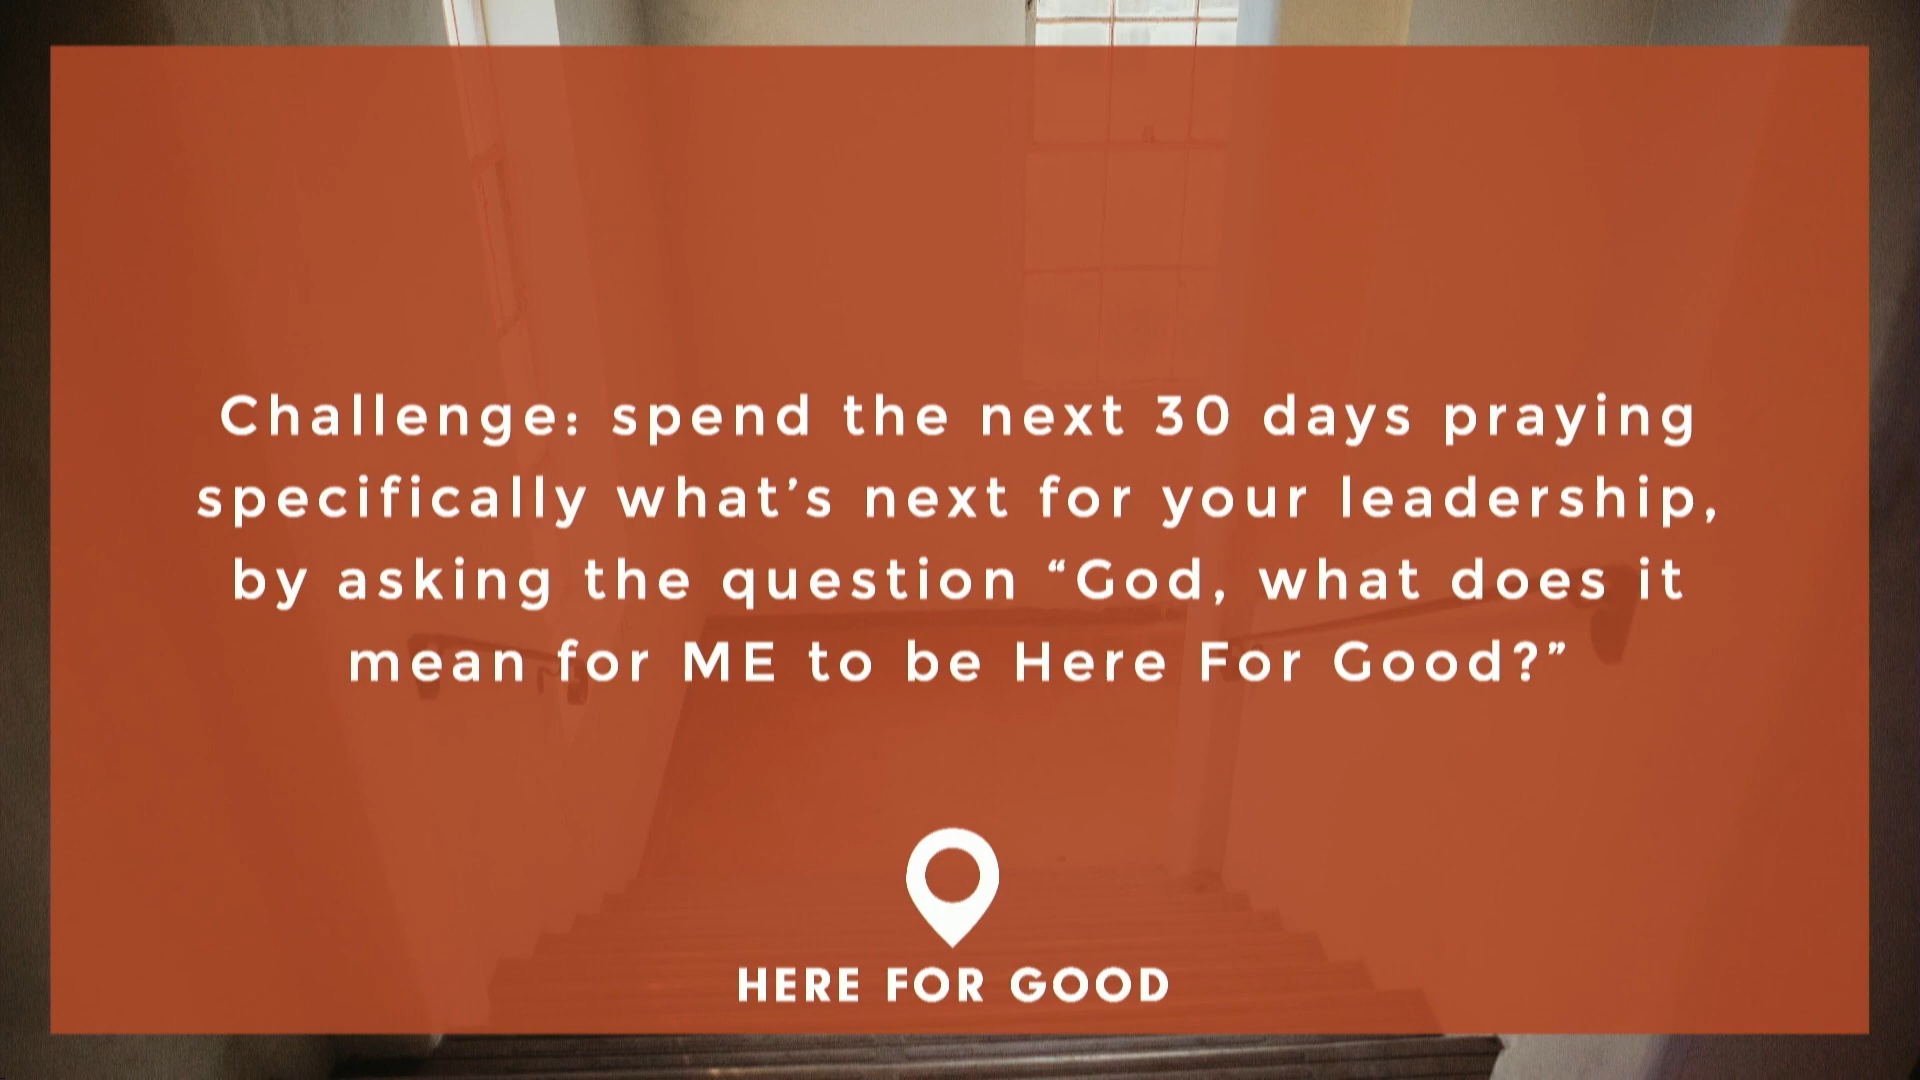 Challenge: spend the next 30 days praying
specifically what’s next for your leadership,
by asking the question “God, what does it
mean for ME to be Here For Good?”
HERE FOR GOOD